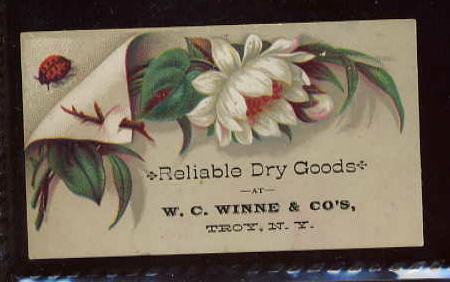 Reliable Dry Goods
— AT —
W. C. WINNE & CO'S,
TROY, N. Y.